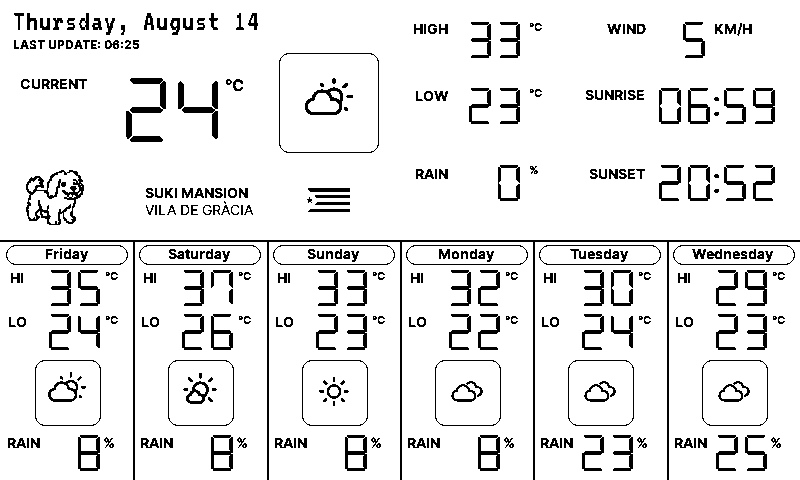 Thursday, August 14
LAST UPDATE: 06:25
CURRENT 24 °C
SUKI MANSION
VILA DE GRÀCIA
HIGH 33 °C
LOW 23 °C
RAIN 0 %
WIND 5 KM/H
SUNRISE 06:59
SUNSET 20:52
Friday
HI 35 °C
LO 24 °C
RAIN 8 %
Saturday
HI 37 °C
LO 26 °C
RAIN 8 %
Sunday
HI 33 °C
LO 23 °C
RAIN 8 %
Monday
HI 32 °C
LO 22 °C
RAIN 8 %
Tuesday
HI 30 °C
LO 24 °C
RAIN 23 %
Wednesday
HI 29 °C
LO 23 °C
RAIN 25 %